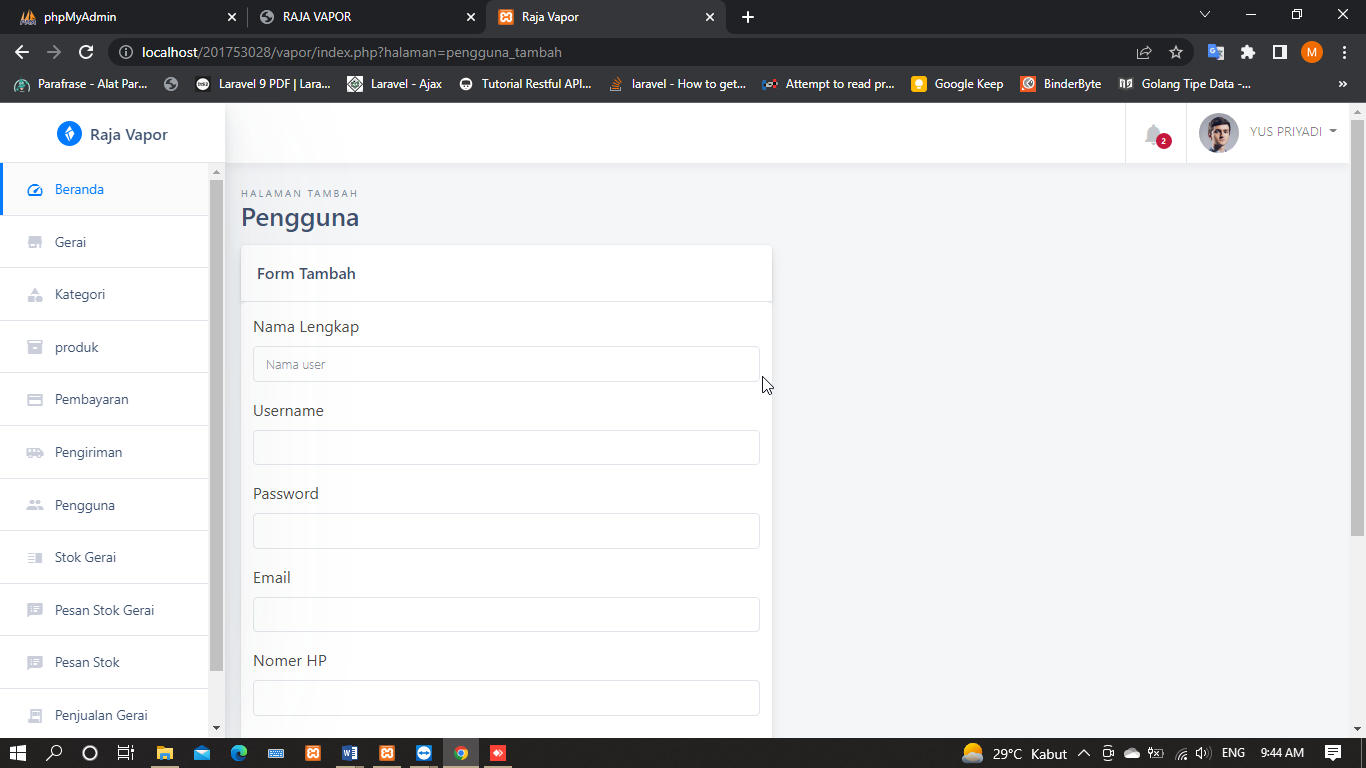 phpMyAdmin
RAJA VAPOR
Raja Vapor
localhost/201753028/vapor/index.php?halaman=pengguna_tambah
M
Parafrase - Alat Par...
Laravel 9 PDF | Lara...
Laravel - Ajax
Tutorial Restful API...
laravel - How to get...
Attempt to read pr...
Google Keep
BinderByte
Golang Tipe Data -...
»
Raja Vapor
2
YUS PRIYADI
Beranda
Gerai
Kategori
produk
Pembayaran
Pengiriman
Pengguna
Stok Gerai
Pesan Stok Gerai
Pesan Stok
Penjualan Gerai
HALAMAN TAMBAH
Pengguna
Form Tambah
Nama Lengkap
Nama user
Username
Password
Email
Nomer HP
29°C Kabut
ENG
9:44 AM